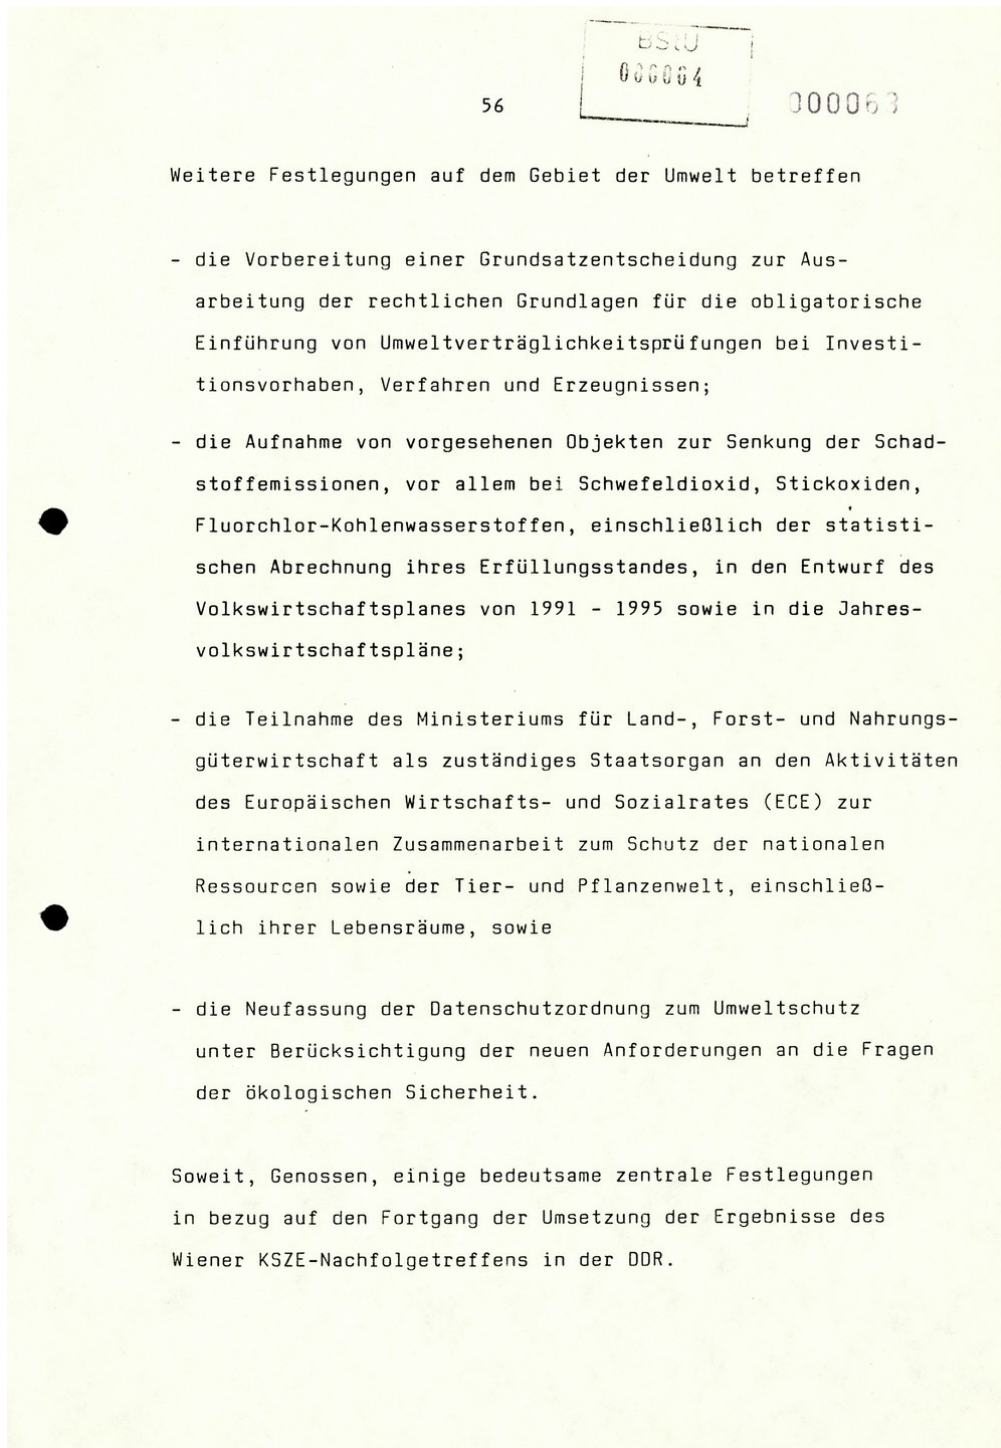 BStU
000064
56
00006
Weitere Festlegungen auf dem Gebiet der Umwelt betreffen
- die Vorbereitung einer Grundsatzentscheidung zur Aus-
arbeitung der rechtlichen Grundlagen für die obligatorische
Einführung von Umweltverträglichkeitsprüfungen bei Investi-
tionsvorhaben, Verfahren und Erzeugnissen;
- die Aufnahme von vorgesehenen Objekten zur Senkung der Schad-
stoffemissionen, vor allem bei Schwefeldioxid, Stickoxiden,
Fluorchlor-Kohlenwasserstoffen, einschließlich der statisti-
schen Abrechnung ihres Erfüllungsstandes, in den Entwurf des
Volkswirtschaftsplanes von 1991 - 1995 sowie in die Jahres-
volkswirtschaftspläne;
- die Teilnahme des Ministeriums für Land-, Forst- und Nahrungs-
güterwirtschaft als zuständiges Staatsorgan an den Aktivitäten
des Europäischen Wirtschafts- und Sozialrates (ECE) zur
internationalen Zusammenarbeit zum Schutz der nationalen
Ressourcen sowie der Tier- und Pflanzenwelt, einschließ-
lich ihrer Lebensräume, sowie
- die Neufassung der Datenschutzordnung zum Umweltschutz
unter Berücksichtigung der neuen Anforderungen an die Fragen
der ökologischen Sicherheit.
Soweit, Genossen, einige bedeutsame zentrale Festlegungen
in bezug auf den Fortgang der Umsetzung der Ergebnisse des
Wiener KSZE-Nachfolgetreffens in der DDR.